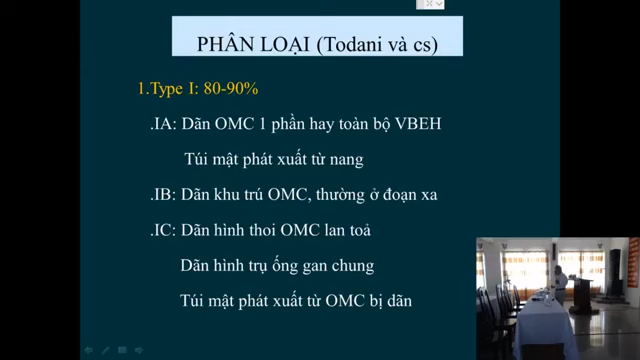 PHÂN LOẠI (Todani và cs)
1.Type I: 80-90%
.IA: Dãn OMC 1 phần hay toàn bộ VBEH
Túi mật phát xuất từ nang
.IB: Dãn khu trú OMC, thường ở đoạn xa
.IC: Dãn hình thoi OMC lan toả
Dãn hình trụ ống gan chung
Túi mật phát xuất từ OMC bị dãn